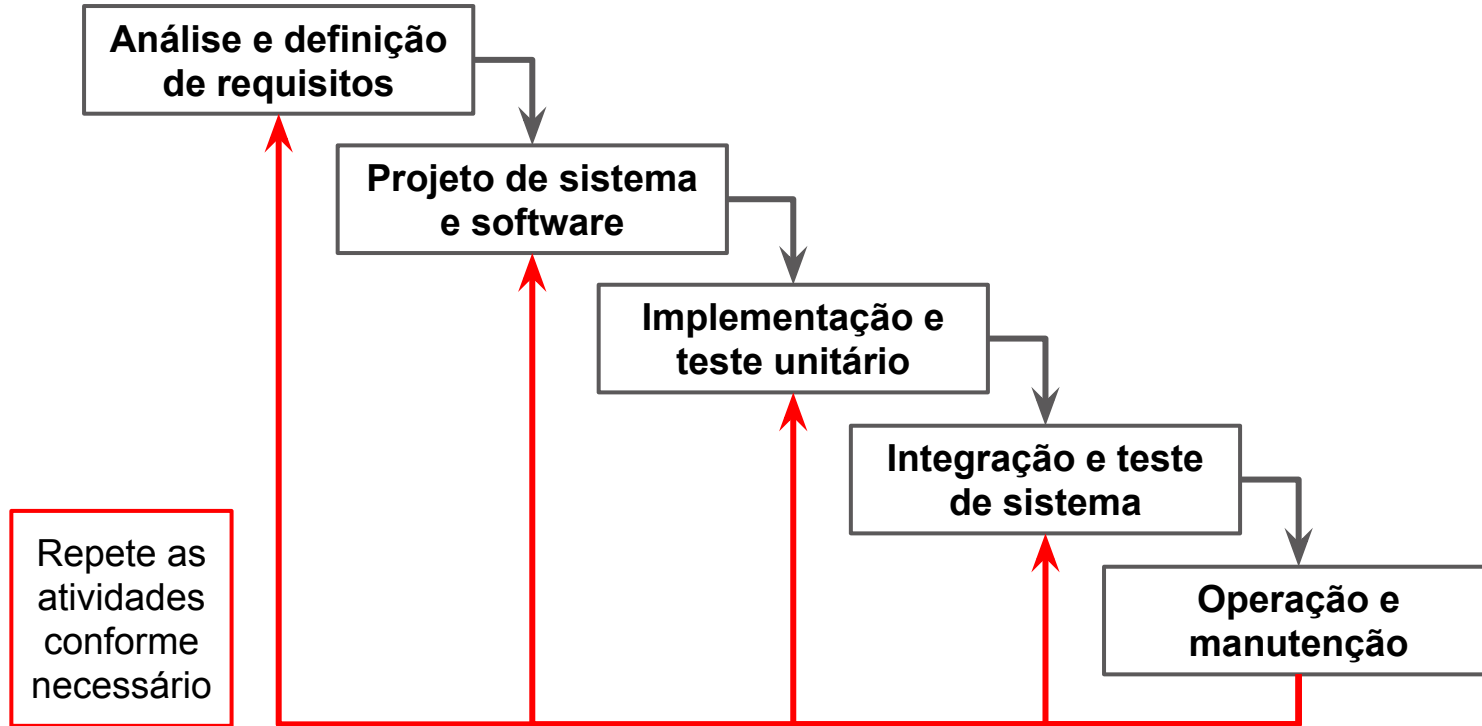 Análise e definição
de requisitos
Projeto de sistema
e software
Implementação e
teste unitário
Integração e teste
de sistema
Operação e
manutenção
Repete as
atividades
conforme
necessário